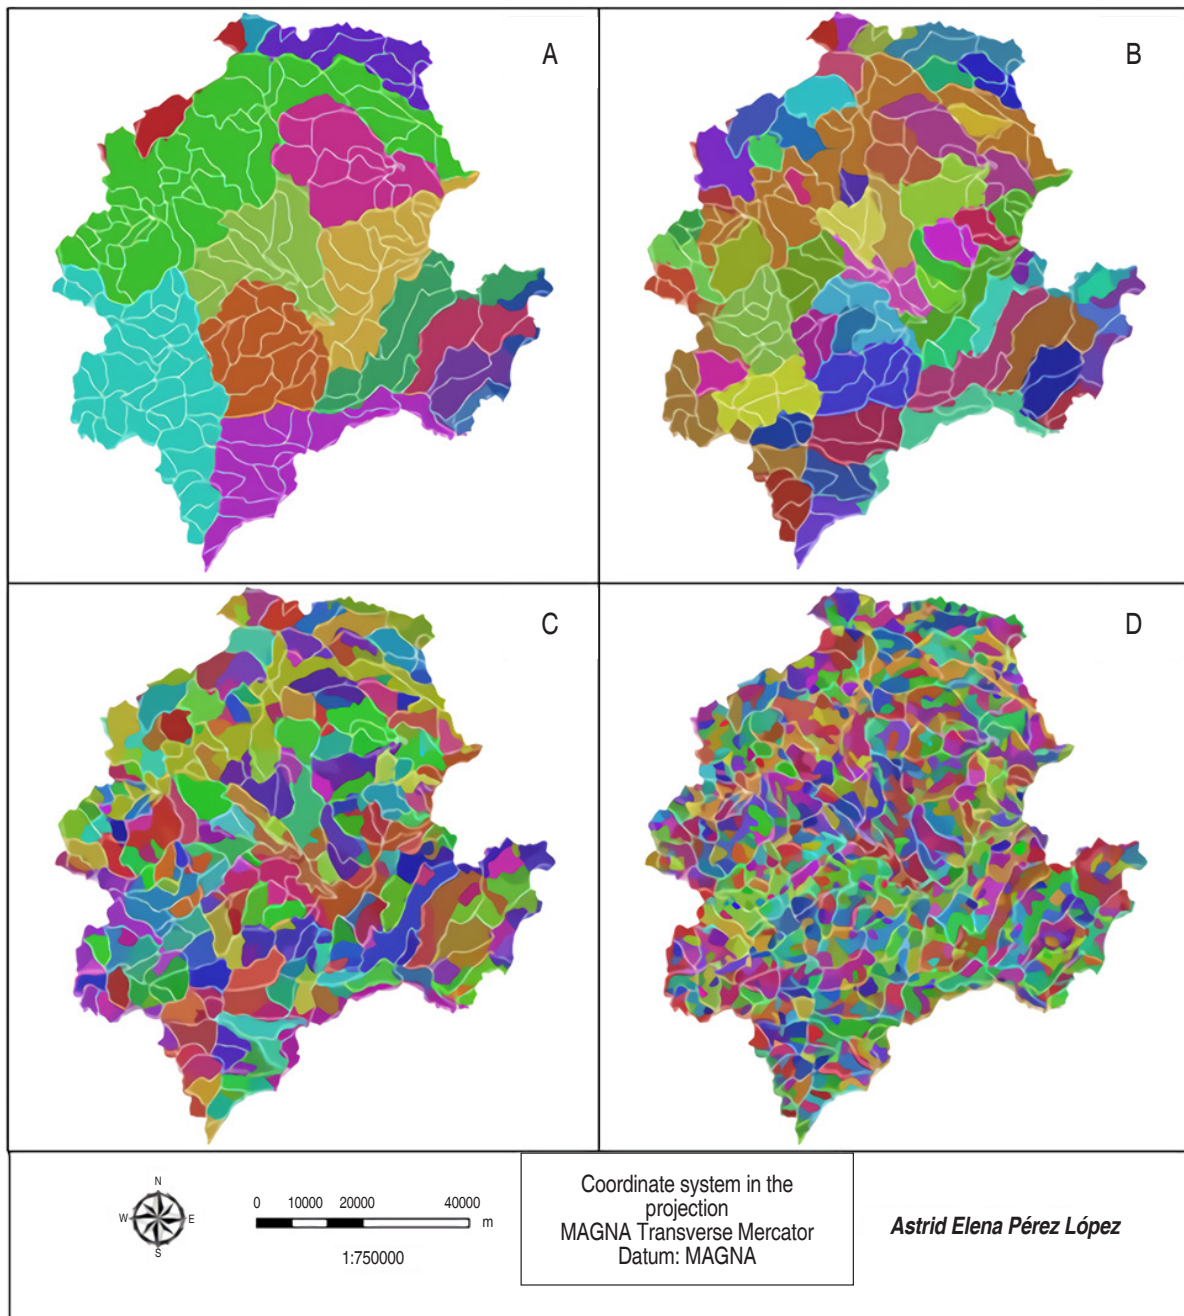 A
B
C
D
N
W E
S
0 10000 20000 40000
m
1:750000
Coordinate system in the
projection
MAGNA Transverse Mercator
Datum: MAGNA
Astrid Elena Pérez López